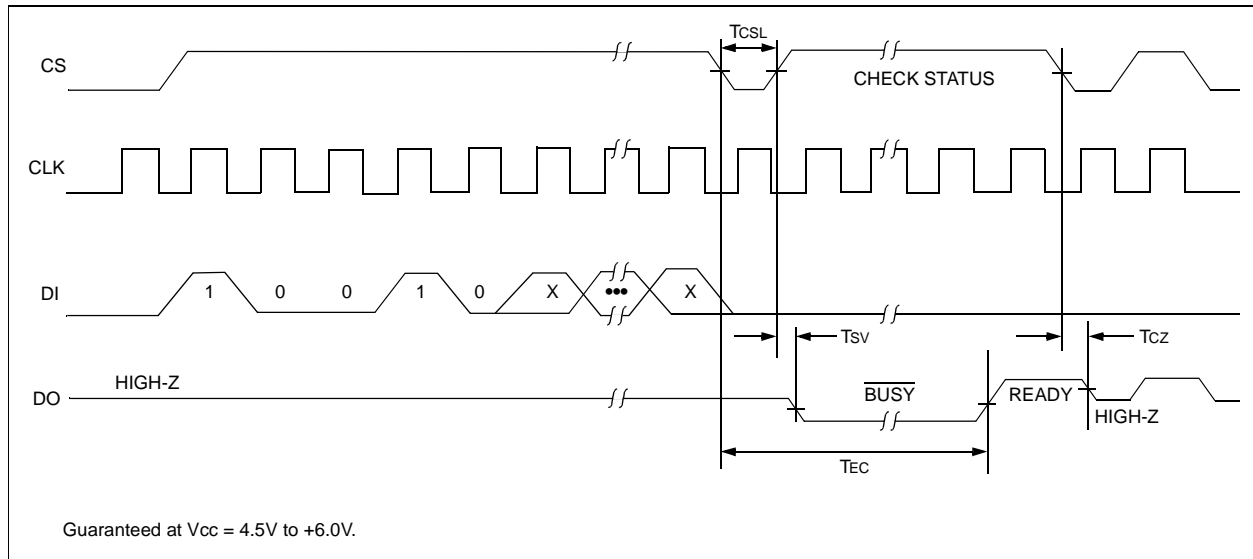 TCSL
CS
CHECK STATUS
CLK
DI
1 0 0 1 0 X ••• X
TSV
TCZ
HIGH-Z
DO
BUSY
READY
HIGH-Z
TEC
Guaranteed at Vcc = 4.5V to +6.0V.